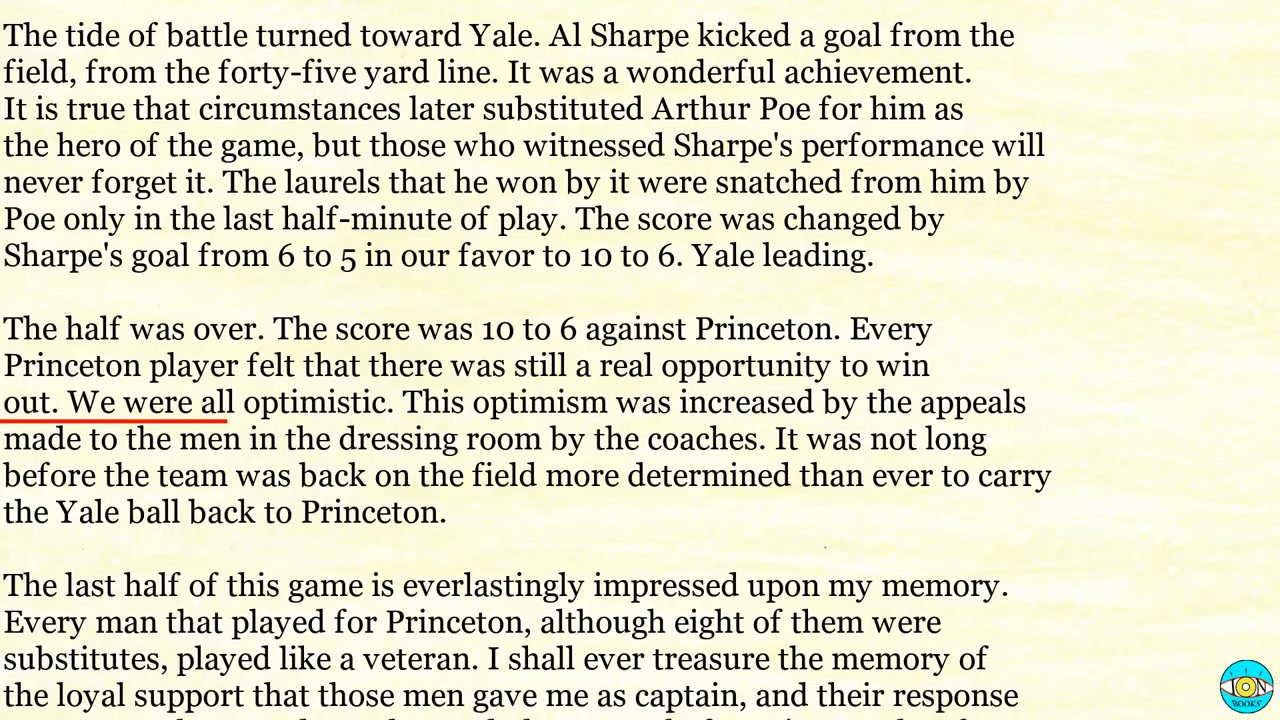 The tide of battle turned toward Yale. Al Sharpe kicked a goal from the
field, from the forty-five yard line. It was a wonderful achievement.
It is true that circumstances later substituted Arthur Poe for him as
the hero of the game, but those who witnessed Sharpe's performance will
never forget it. The laurels that he won by it were snatched from him by
Poe only in the last half-minute of play. The score was changed by
Sharpe's goal from 6 to 5 in our favor to 10 to 6. Yale leading.
The half was over. The score was 10 to 6 against Princeton. Every
Princeton player felt that there was still a real opportunity to win
out. We were all optimistic. This optimism was increased by the appeals
made to the men in the dressing room by the coaches. It was not long
before the team was back on the field more determined than ever to carry
the Yale ball back to Princeton.
The last half of this game is everlastingly impressed upon my memory.
Every man that played for Princeton, although eight of them were
substitutes, played like a veteran. I shall ever treasure the memory of
the loyal support that those men gave me as captain, and their response
ION
BOOKS